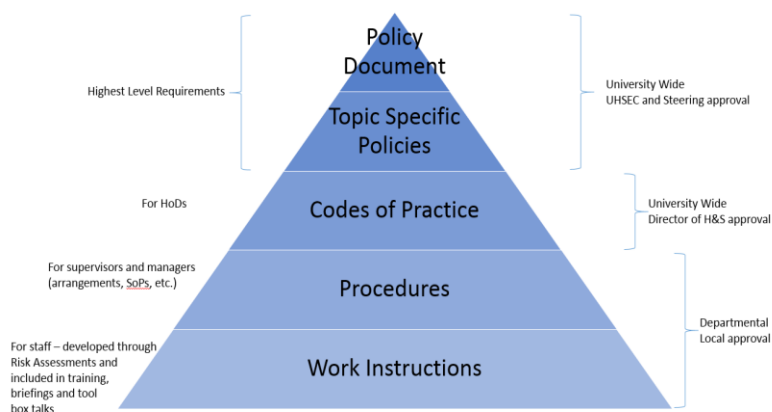 Policy
Document
Highest Level Requirements
University Wide
UHSEC and Steering approval
Topic Specific
Policies
For HoDs
Codes of Practice
University Wide
Director of H&S approval
For supervisors and managers
(arrangements, SoPs, etc.)
Procedures
Departmental
Local approval
For staff – developed through
Risk Assessments and
included in training,
briefings and tool
box talks
Work Instructions